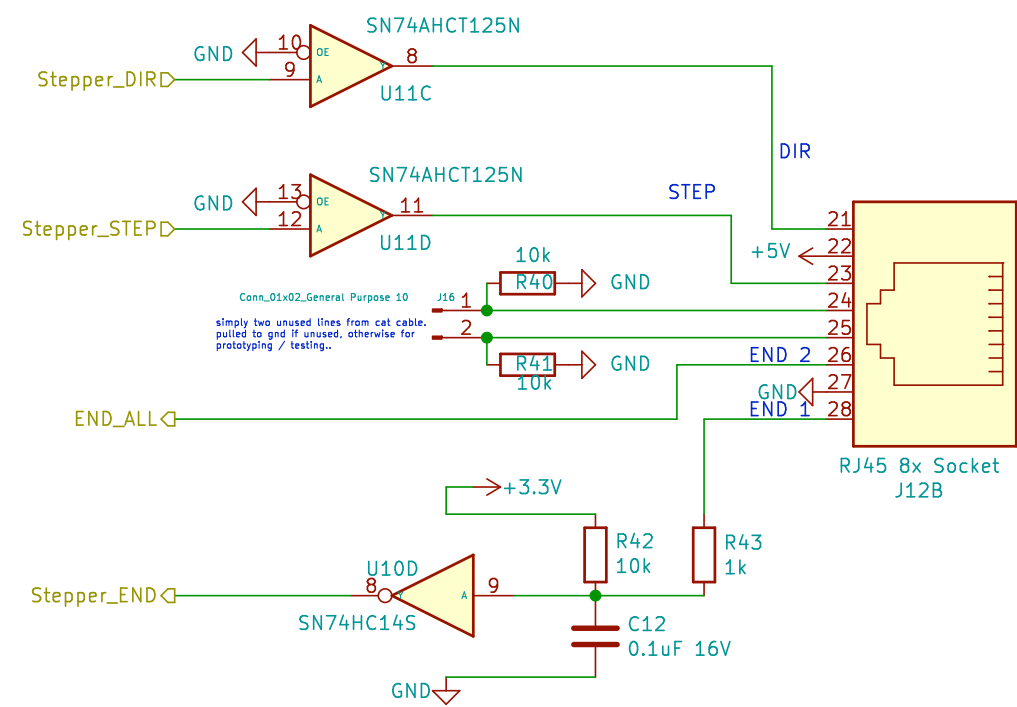 SN74AHCT125N
GND
10
OE
8
Stepper_DIR
9
A
Y
U11C
DIR
SN74AHCT125N
STEP
GND
13
OE
11
Stepper_STEP
12
A
Y
U11D
21
+5V
22
10k
R40
GND
23
Conn_01x02_General Purpose 10
J16
1
24
simply two unused lines from cat cable.
pulled to gnd if unused, otherwise for
prototyping / testing..
2
25
END 2
R41
GND
26
10k
GND
27
END 1
END_ALL
28
RJ45 8x Socket
J12B
+3.3V
R42
10k
R43
1k
U10D
Stepper_END
8
Y
A
9
SN74HC14S
C12
0.1uF 16V
GND